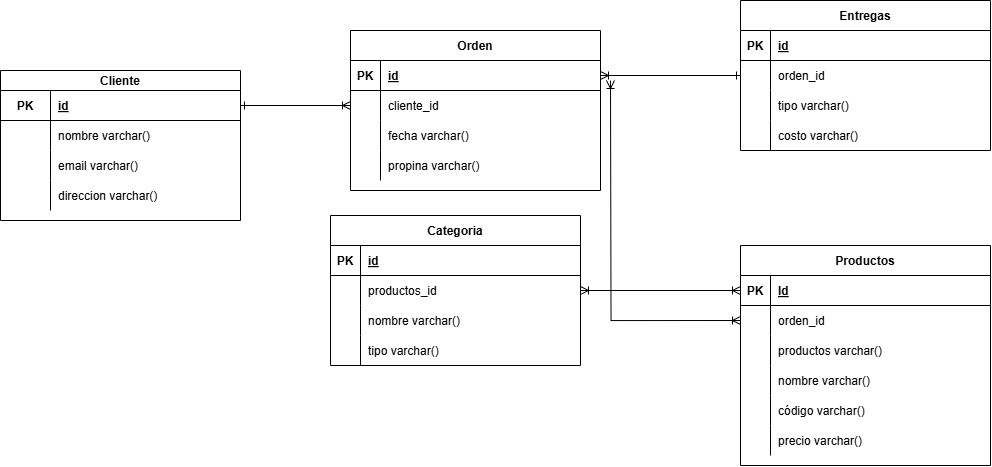 Cliente
PK id
nombre varchar()
email varchar()
direccion varchar()
Orden
PK id
cliente_id
fecha varchar()
propina varchar()
Entregas
PK id
orden_id
tipo varchar()
costo varchar()
Categoria
PK id
productos_id
nombre varchar()
tipo varchar()
Productos
PK Id
orden_id
productos varchar()
nombre varchar()
código varchar()
precio varchar()